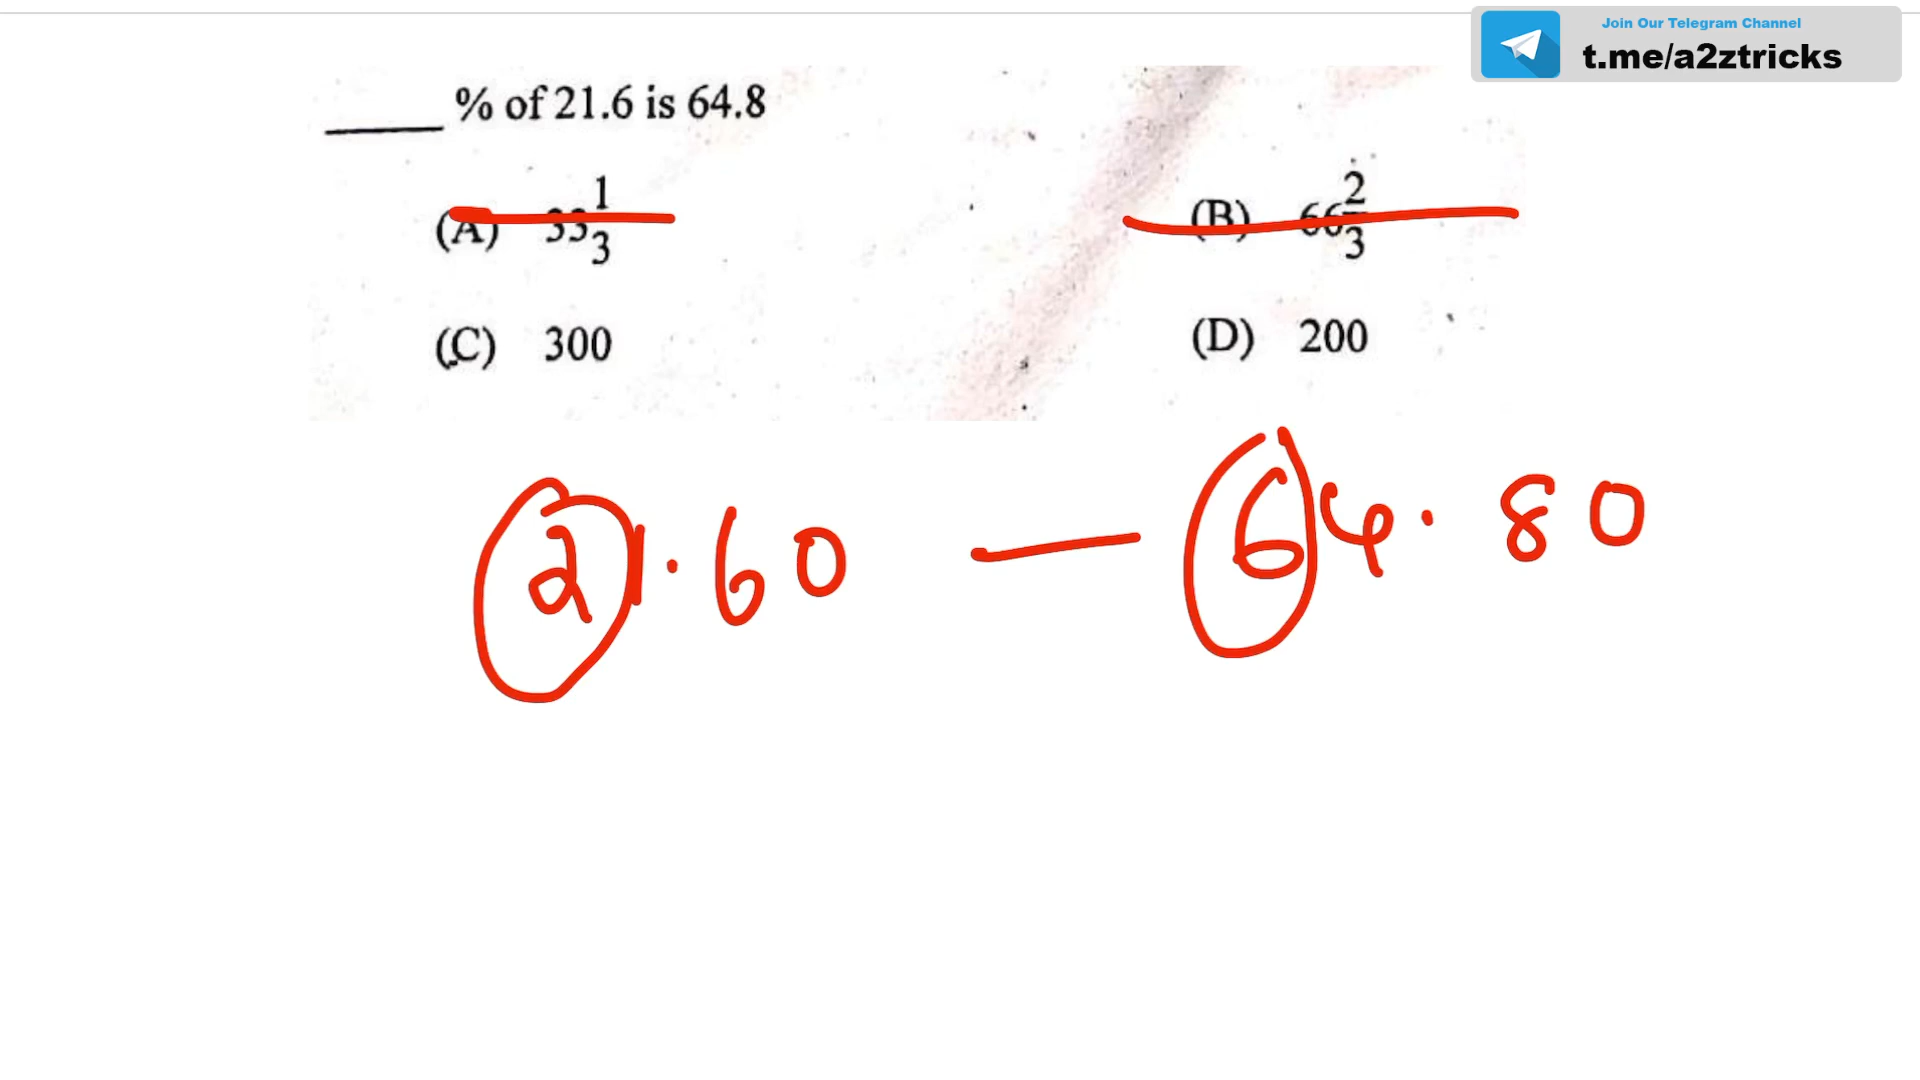 Join Our Telegram Channel
t.me/a2ztricks
_____ % of 21.6 is 64.8
(A) 33 1/3 (B) 66 2/3
(C) 300 (D) 200
21.60 — 64.80